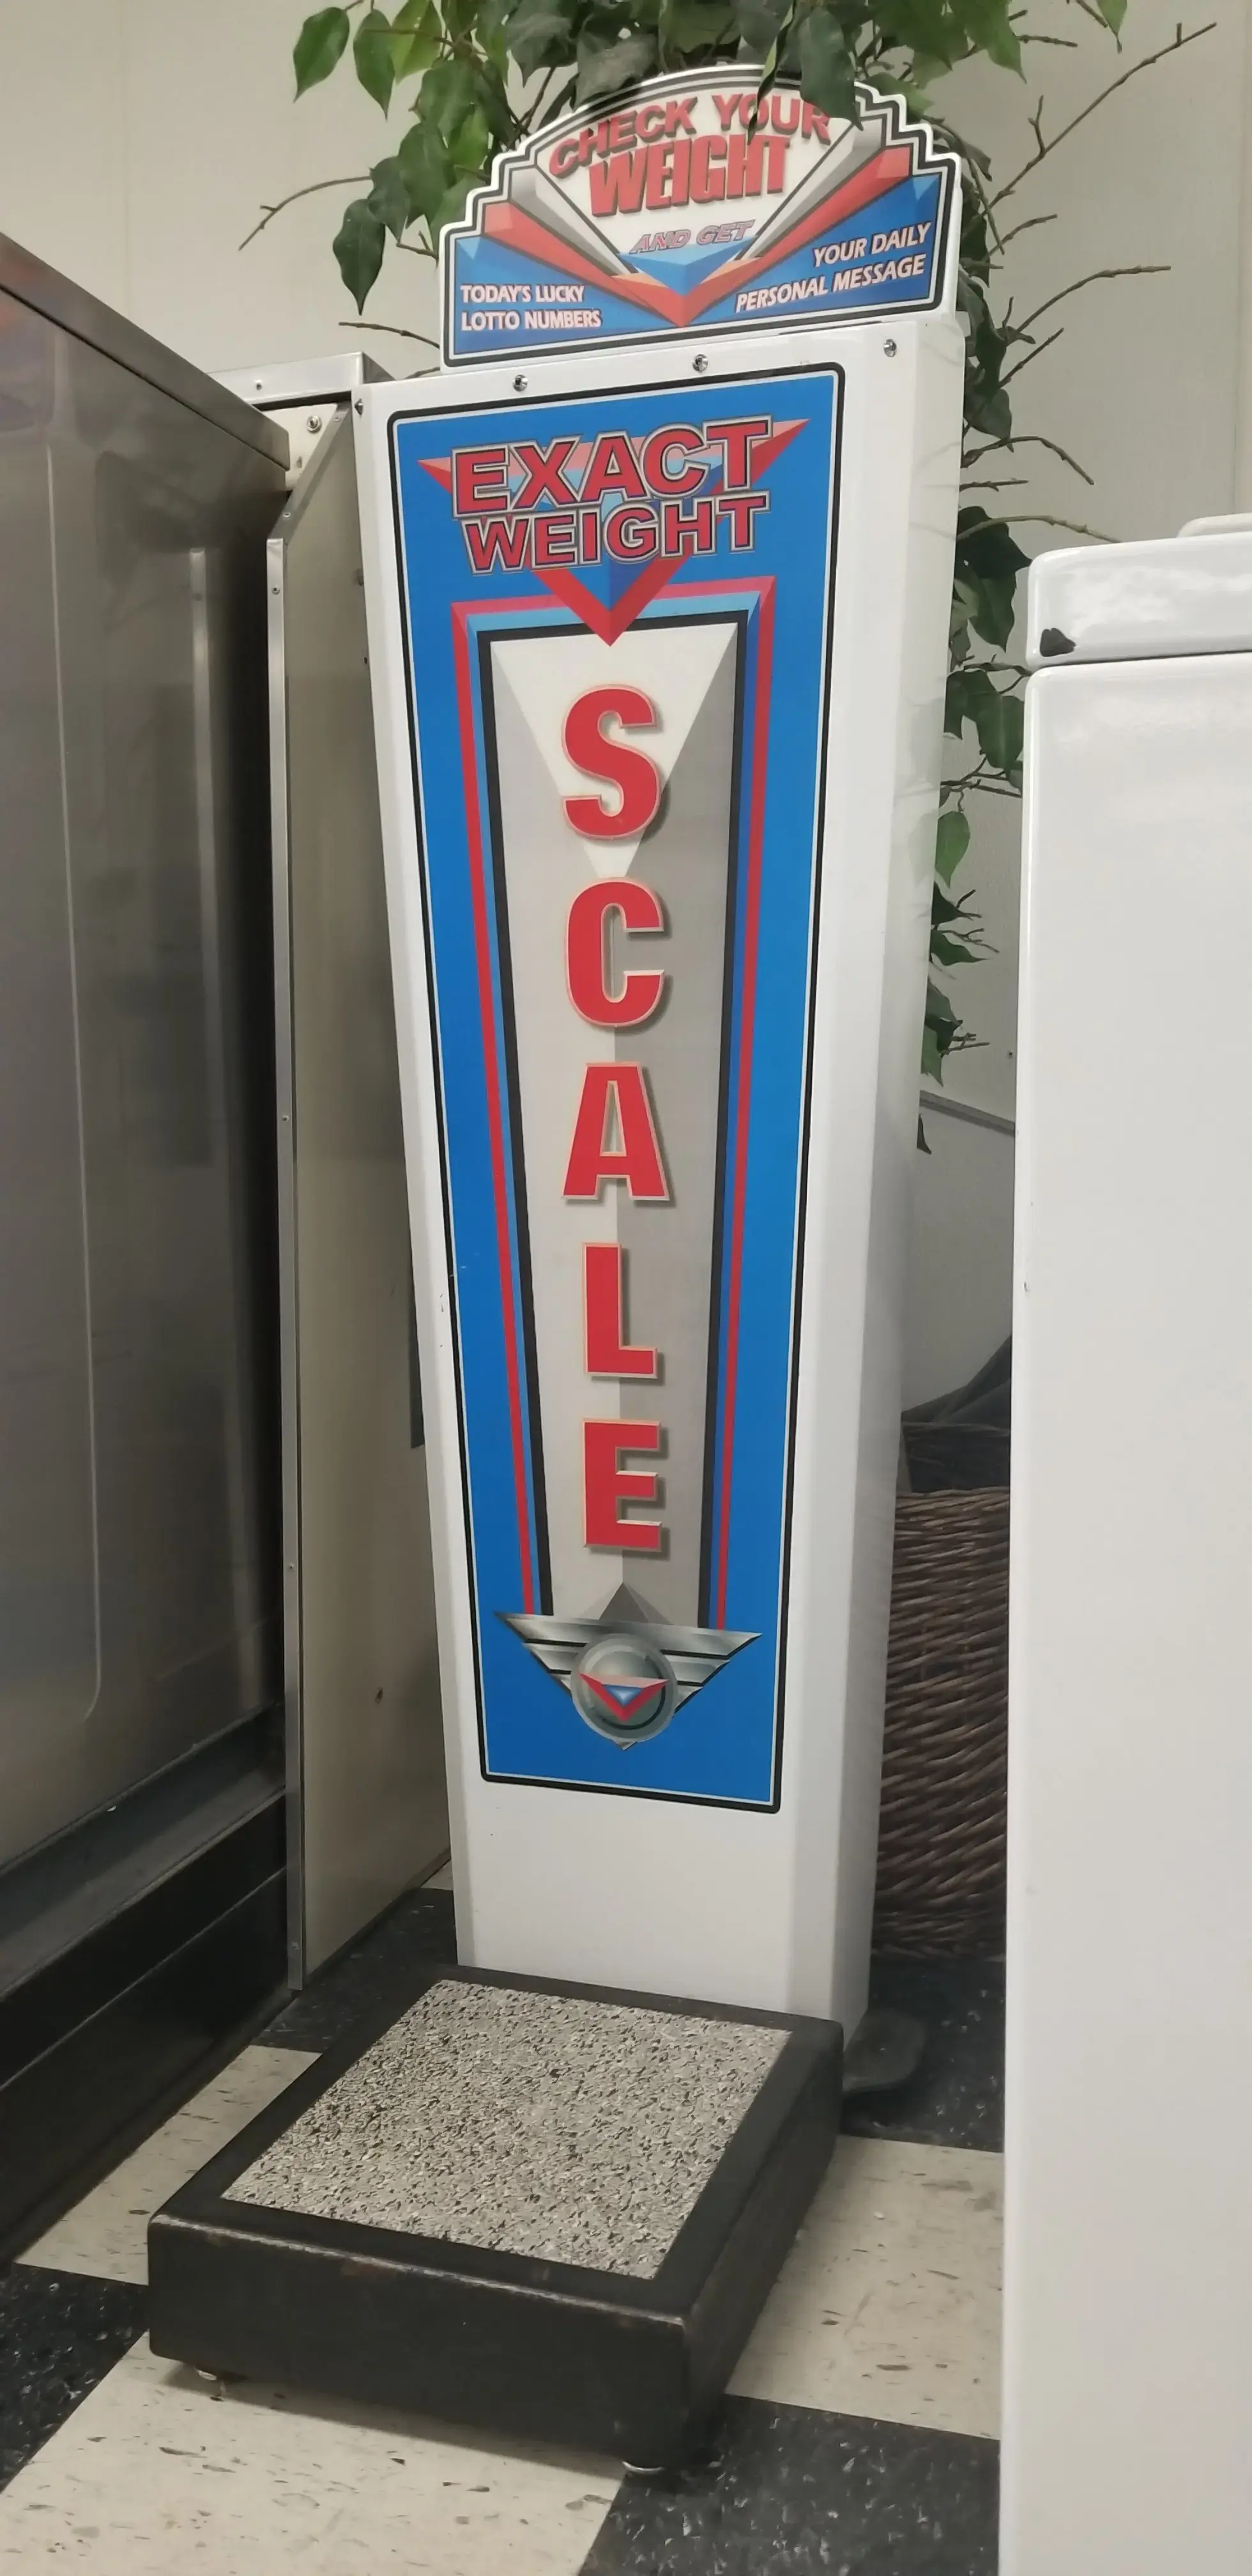 CHECK YOUR
WEIGHT
AND GET
TODAY'S LUCKY
LOTTO NUMBERS
YOUR DAILY
PERSONAL MESSAGE
EXACT
WEIGHT
S
C
A
L
E